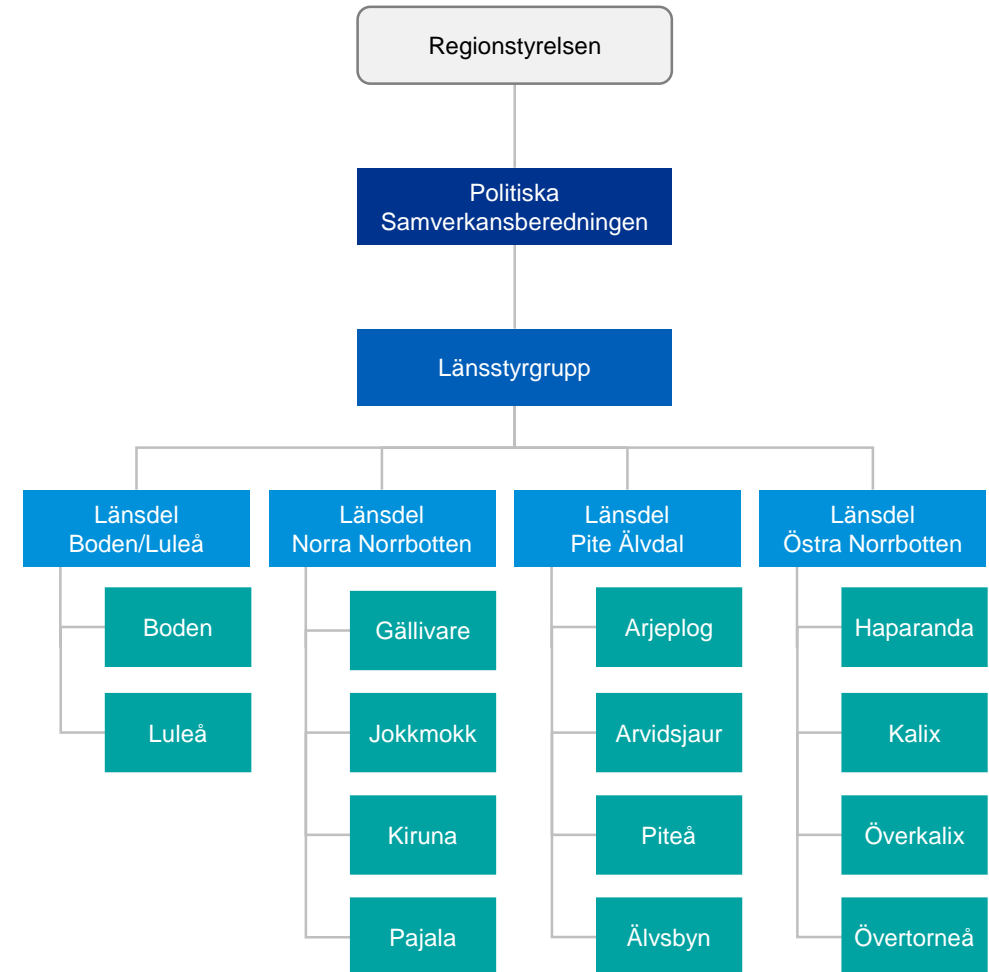 Regionstyrelsen
Politiska
Samverkansberedningen
Länsstyrgrupp
Länsdel
Boden/Luleå
Länsdel
Norra Norrbotten
Länsdel
Pite Älvdal
Länsdel
Östra Norrbotten
Boden
Luleå
Gällivare
Jokkmokk
Kiruna
Pajala
Arjeplog
Arvidsjaur
Piteå
Älvsbyn
Haparanda
Kalix
Överkalix
Övertorneå